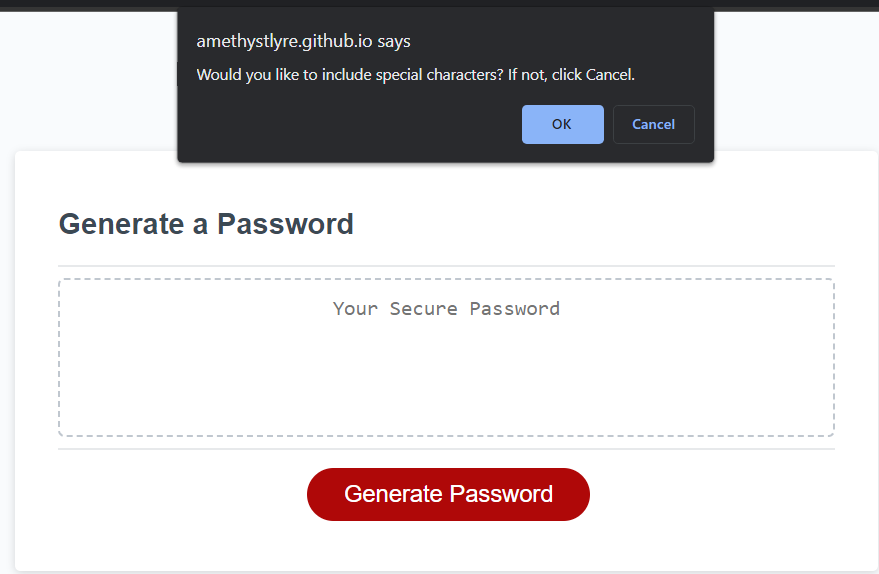 amethystlyre.github.io says
Would you like to include special characters? If not, click Cancel.
OK
Cancel
Generate a Password
Your Secure Password
Generate Password